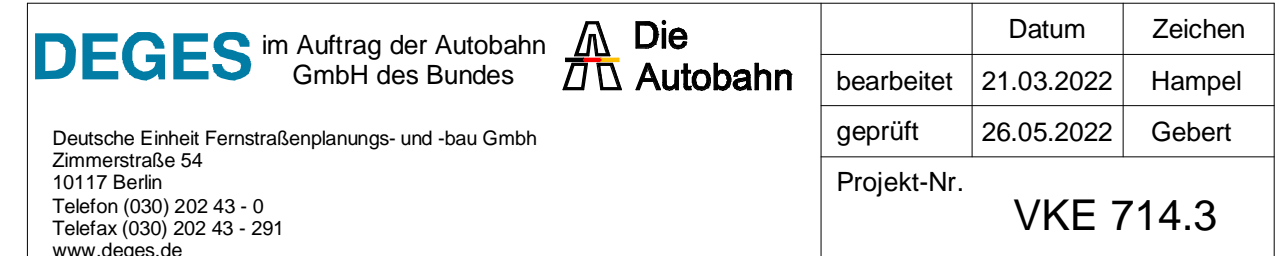 DEGES im Auftrag der Autobahn GmbH des Bundes
Die Autobahn
Deutsche Einheit Fernstraßenplanungs- und -bau Gmbh
Zimmerstraße 54
10117 Berlin
Telefon (030) 202 43 - 0
Telefax (030) 202 43 - 291
www.deges.de
Datum Zeichen
bearbeitet 21.03.2022 Hampel
geprüft 26.05.2022 Gebert
Projekt-Nr.
VKE 714.3